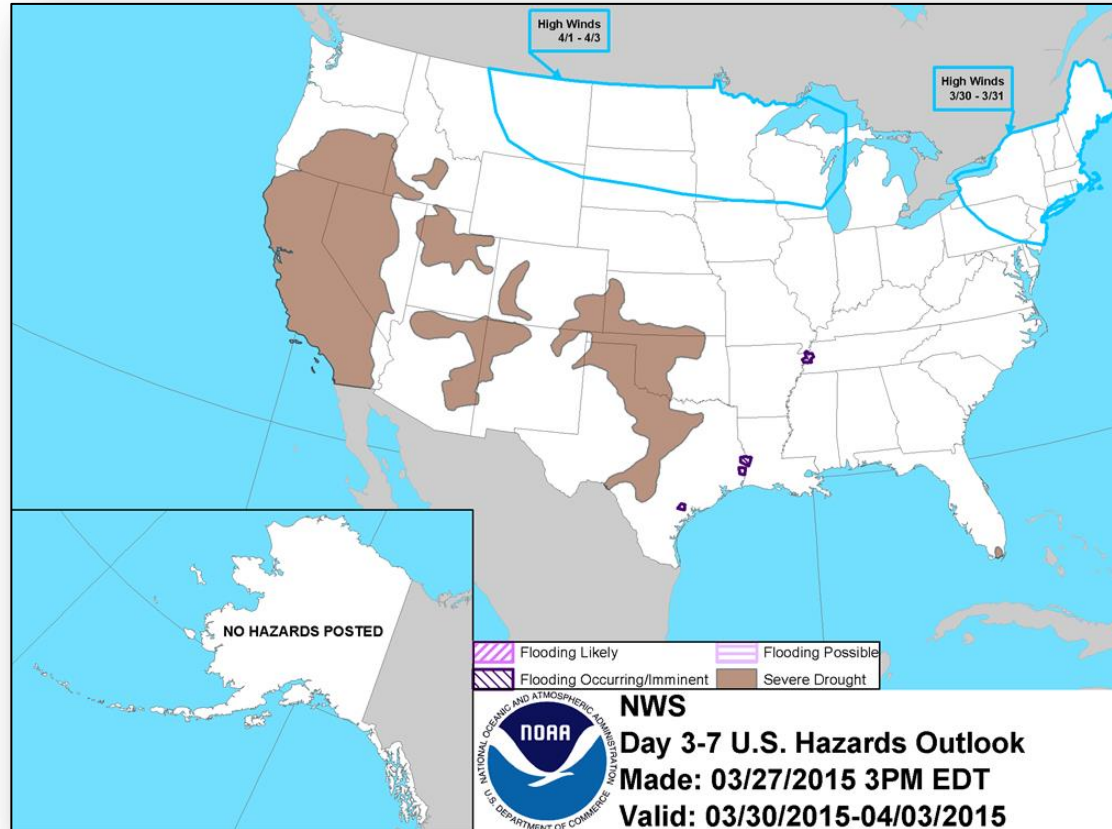 High Winds
4/1 - 4/3
High Winds
3/30 - 3/31
NO HAZARDS POSTED
Flooding Likely
Flooding Possible
Flooding Occurring/Imminent
Severe Drought
NATIONAL OCEANIC AND ATMOSPHERIC ADMINISTRATION
NOAA
U.S. DEPARTMENT OF COMMERCE
NWS
Day 3-7 U.S. Hazards Outlook
Made: 03/27/2015 3PM EDT
Valid: 03/30/2015-04/03/2015